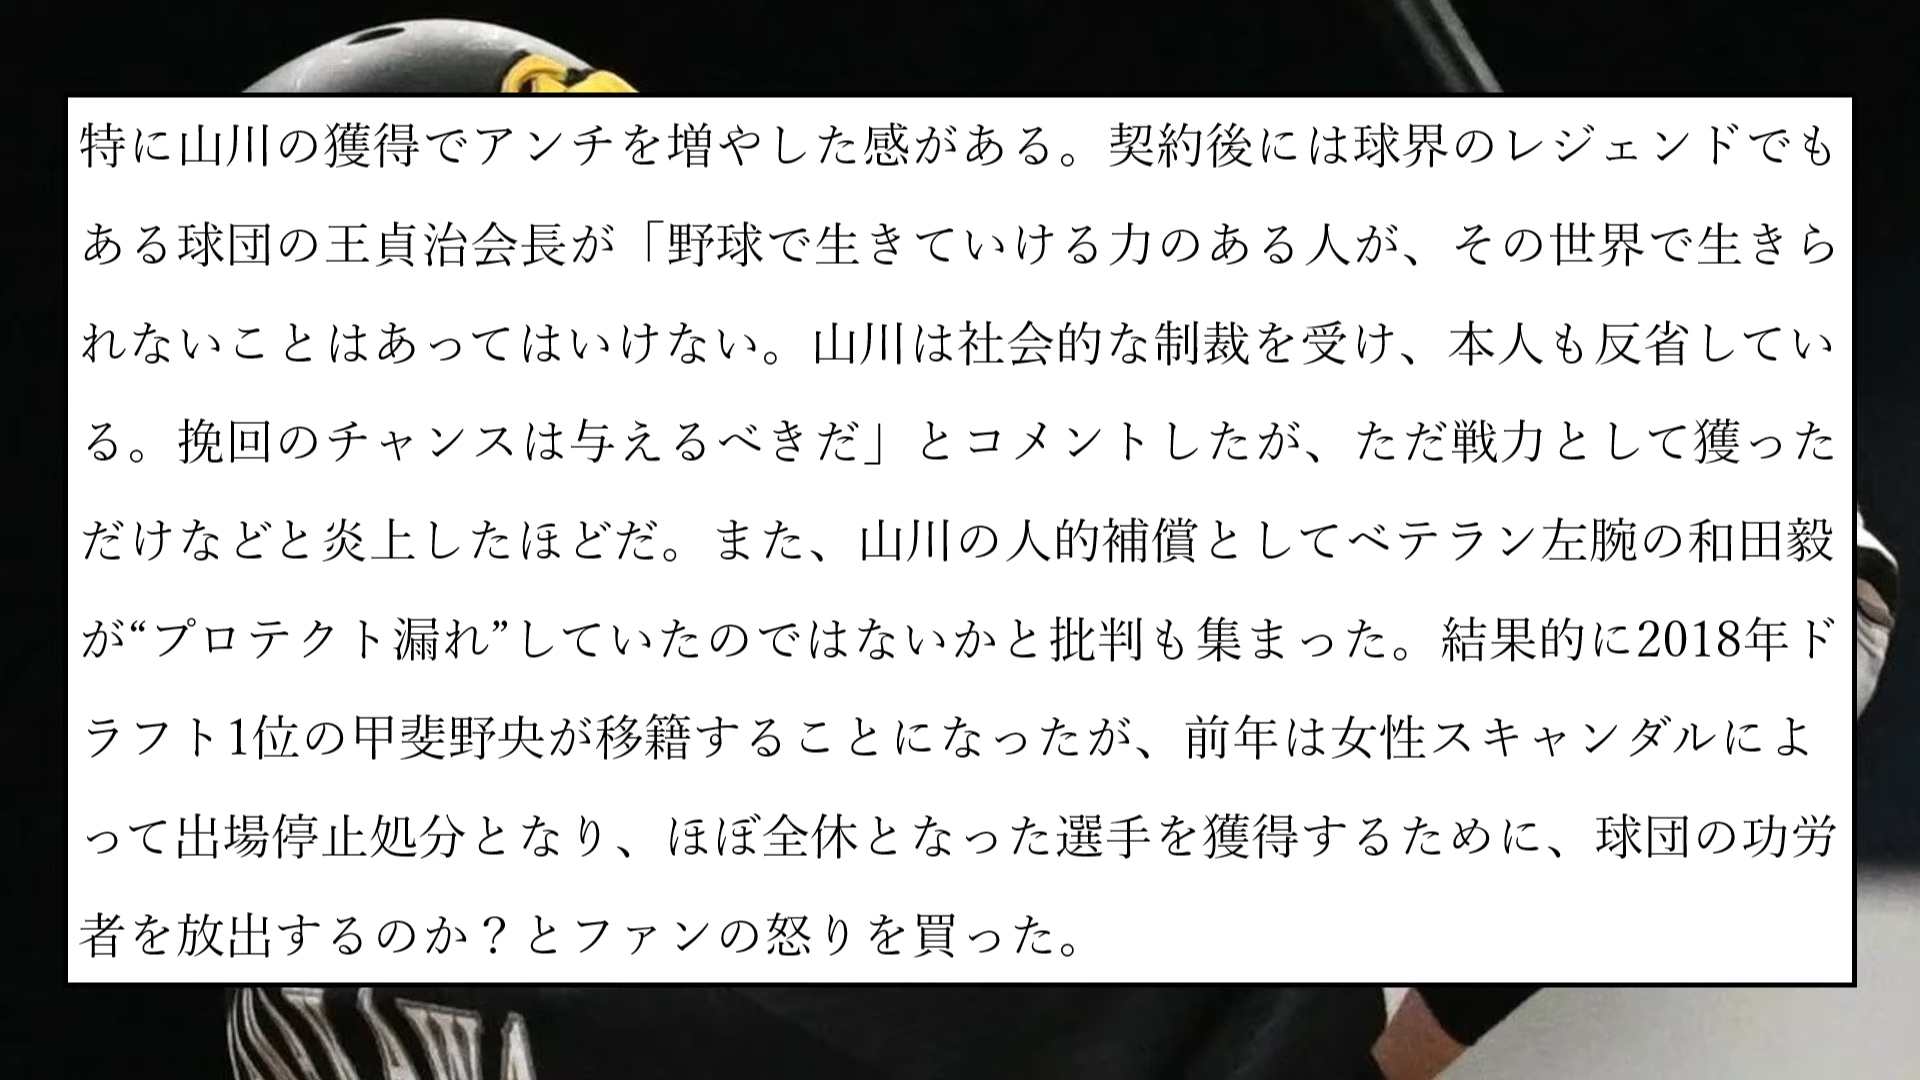 特に山川の獲得でアンチを増やした感がある。契約後には球界のレジェンドでも
ある球団の王貞治会長が「野球で生きていける力のある人が、その世界で生きら
れないことはあってはいけない。山川は社会的な制裁を受け、本人も反省してい
る。挽回のチャンスは与えるべきだ」とコメントしたが、ただ戦力として獲った
だけなどと炎上したほどだ。また、山川の人的補償としてベテラン左腕の和田毅
が“プロテクト漏れ”していたのではないかと批判も集まった。結果的に2018年ド
ラフト1位の甲斐野央が移籍することになったが、前年は女性スキャンダルによ
って出場停止処分となり、ほぼ全休となった選手を獲得するために、球団の功労
者を放出するのか？とファンの怒りを買った。